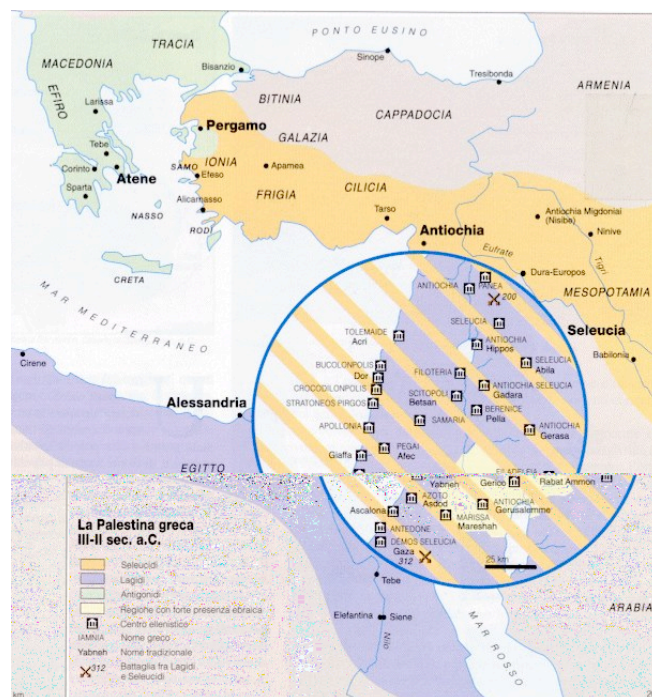 PONTO EUSINO
TRACIA
MACEDONIA
Bisanzio
Sinope
Tresibonda
ARMENIA
EFIRO
Larissa
BITINIA
CAPPADOCIA
Pergamo
GALAZIA
Tebe
Corinto
Atene
SAMO
IONIA
Efeso
Apamea
Sparta
FRIGIA
CILICIA
NASSO
Alicarnasso
Tarso
Antiochia
Antiochia Migdoniai
(Nisibe)
Ninive
RODI
CRETA
Eufrate
Tigri
Dura-Europos
MESOPOTAMIA
MAR MEDITERRANEO
ANTIOCHIA
PANEA
200
TOLEMAIDE
Acri
SELEUCIA
ANTIOCHIA
Hippos
Seleucia
Babilonia
Cirene
BUCOLONPOLIS
Dor
FILOTERIA
SELEUCIA
Abila
CROCODILONPOLIS
STRATONEOS PIRGOS
SCITOPOLI
Betsan
ANTIOCHIA SELEUCIA
Gadara
Alessandria
APOLLONIA
SAMARIA
BERENICE
Pella
ANTIOCHIA
Gerasa
PEGAI
Afec
Giaffa
EGITTO
FILADELFIA
Yabneh
Gerico
Rabat Ammon
AZOTO
Asdod
ANTIOCHIA
Gerusalemme
Ascalona
MARISSA
Mareshah
ANTEDONE
DEMOS SELEUCIA
Gaza
312
25 km
Tebe
Elefantina
Siene
Nilo
MAR ROSSO
ARABIA
La Palestina greca
III-II sec. a.C.
Seleucidi
Lagidi
Antigonidi
Regione con forte presenza ebraica
Centro ellenistico
IAMNIA Nome greco
Yabneh Nome tradizionale
312 Battaglia fra Lagidi
e Seleucidi
km